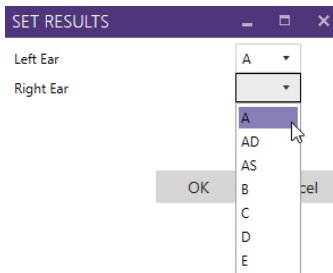 SET RESULTS
Left Ear A
Right Ear
A
AD
AS
OK B cel
C
D
E